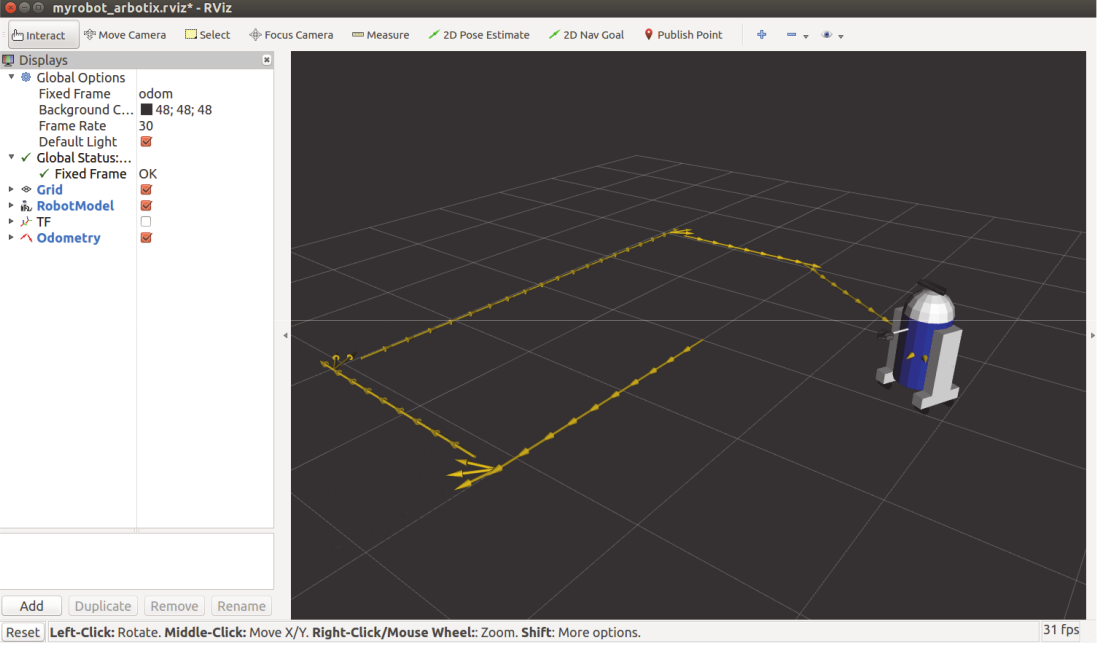 myrobot_arbotix.rviz* - RViz
Interact Move Camera Select Focus Camera Measure 2D Pose Estimate 2D Nav Goal Publish Point
Displays
Global Options
Fixed Frame odom
Background C... 48; 48; 48
Frame Rate 30
Default Light
Global Status:...
Fixed Frame OK
Grid
RobotModel
TF
Odometry
Add Duplicate Remove Rename
Reset Left-Click: Rotate. Middle-Click: Move X/Y. Right-Click/Mouse Wheel:: Zoom. Shift: More options. 31 fps